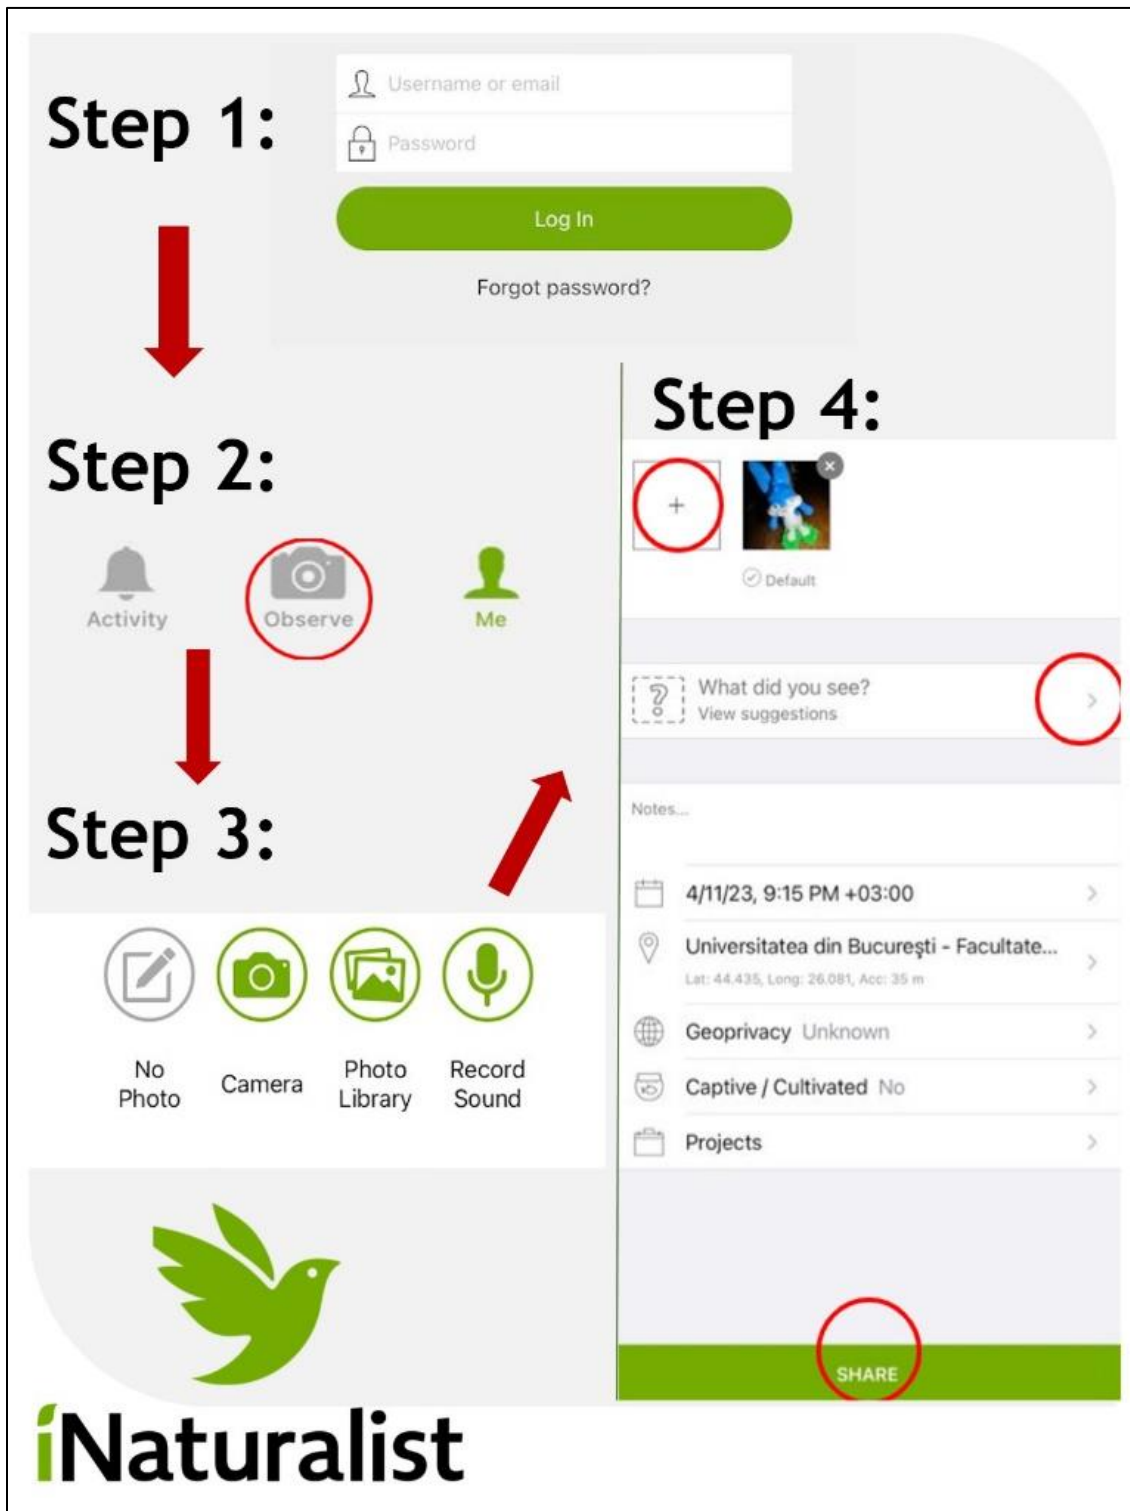 Step 1:
Username or email
Password
Log In
Forgot password?
Step 2:
Activity
Observe
Me
Step 3:
No
Photo
Camera
Photo
Library
Record
Sound
Step 4:
+
Default
?
What did you see?
View suggestions
Notes...
4/11/23, 9:15 PM +03:00
Universitatea din Bucureşti - Facultate...
Lat: 44.435, Long: 26.081, Acc: 35 m
Geoprivacy Unknown
Captive / Cultivated No
Projects
SHARE
iNaturalist